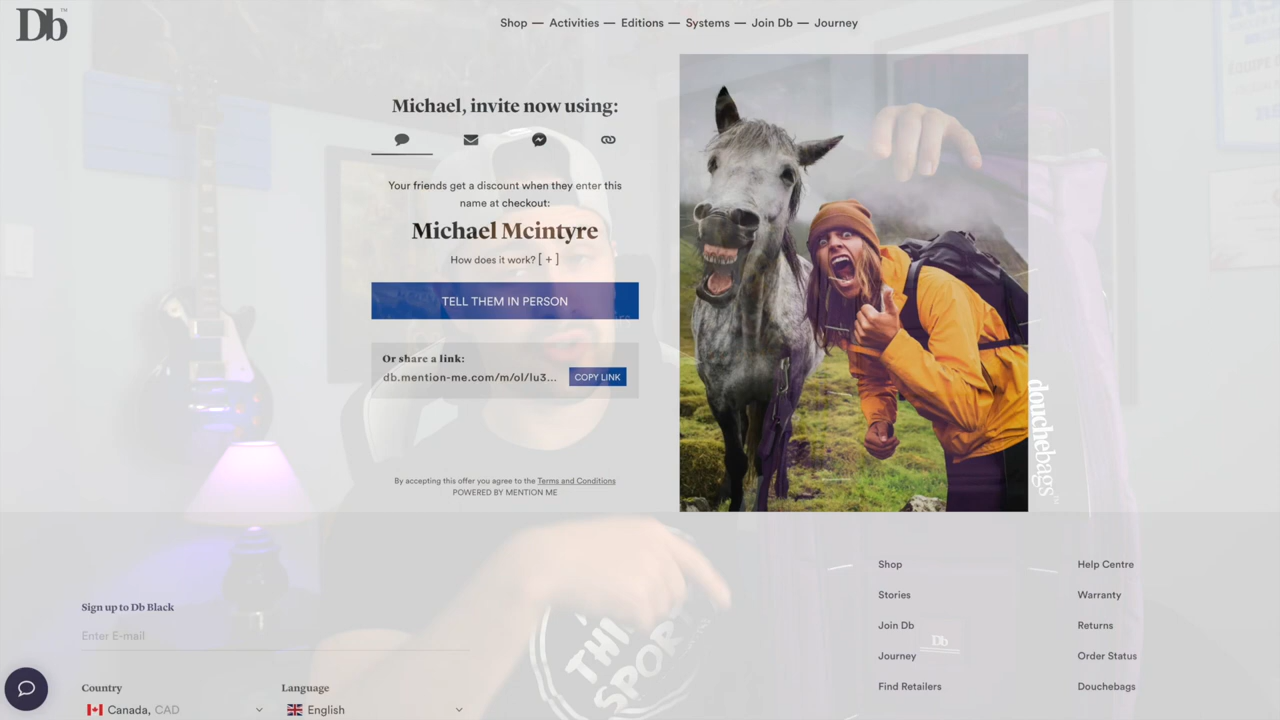 Db™
Shop — Activities — Editions — Systems — Join Db — Journey
Michael, invite now using:
Your friends get a discount when they enter this
name at checkout:
Michael Mcintyre
How does it work? [ + ]
TELL THEM IN PERSON
Or share a link:
db.mention-me.com/m/ol/lu3...
COPY LINK
By accepting this offer you agree to the Terms and Conditions
POWERED BY MENTION ME
douchebags
Sign up to Db Black
Enter E-mail
Country
Canada, CAD
Language
English
Shop
Stories
Join Db
Journey
Find Retailers
Help Centre
Warranty
Returns
Order Status
Douchebags
Db
SPORT